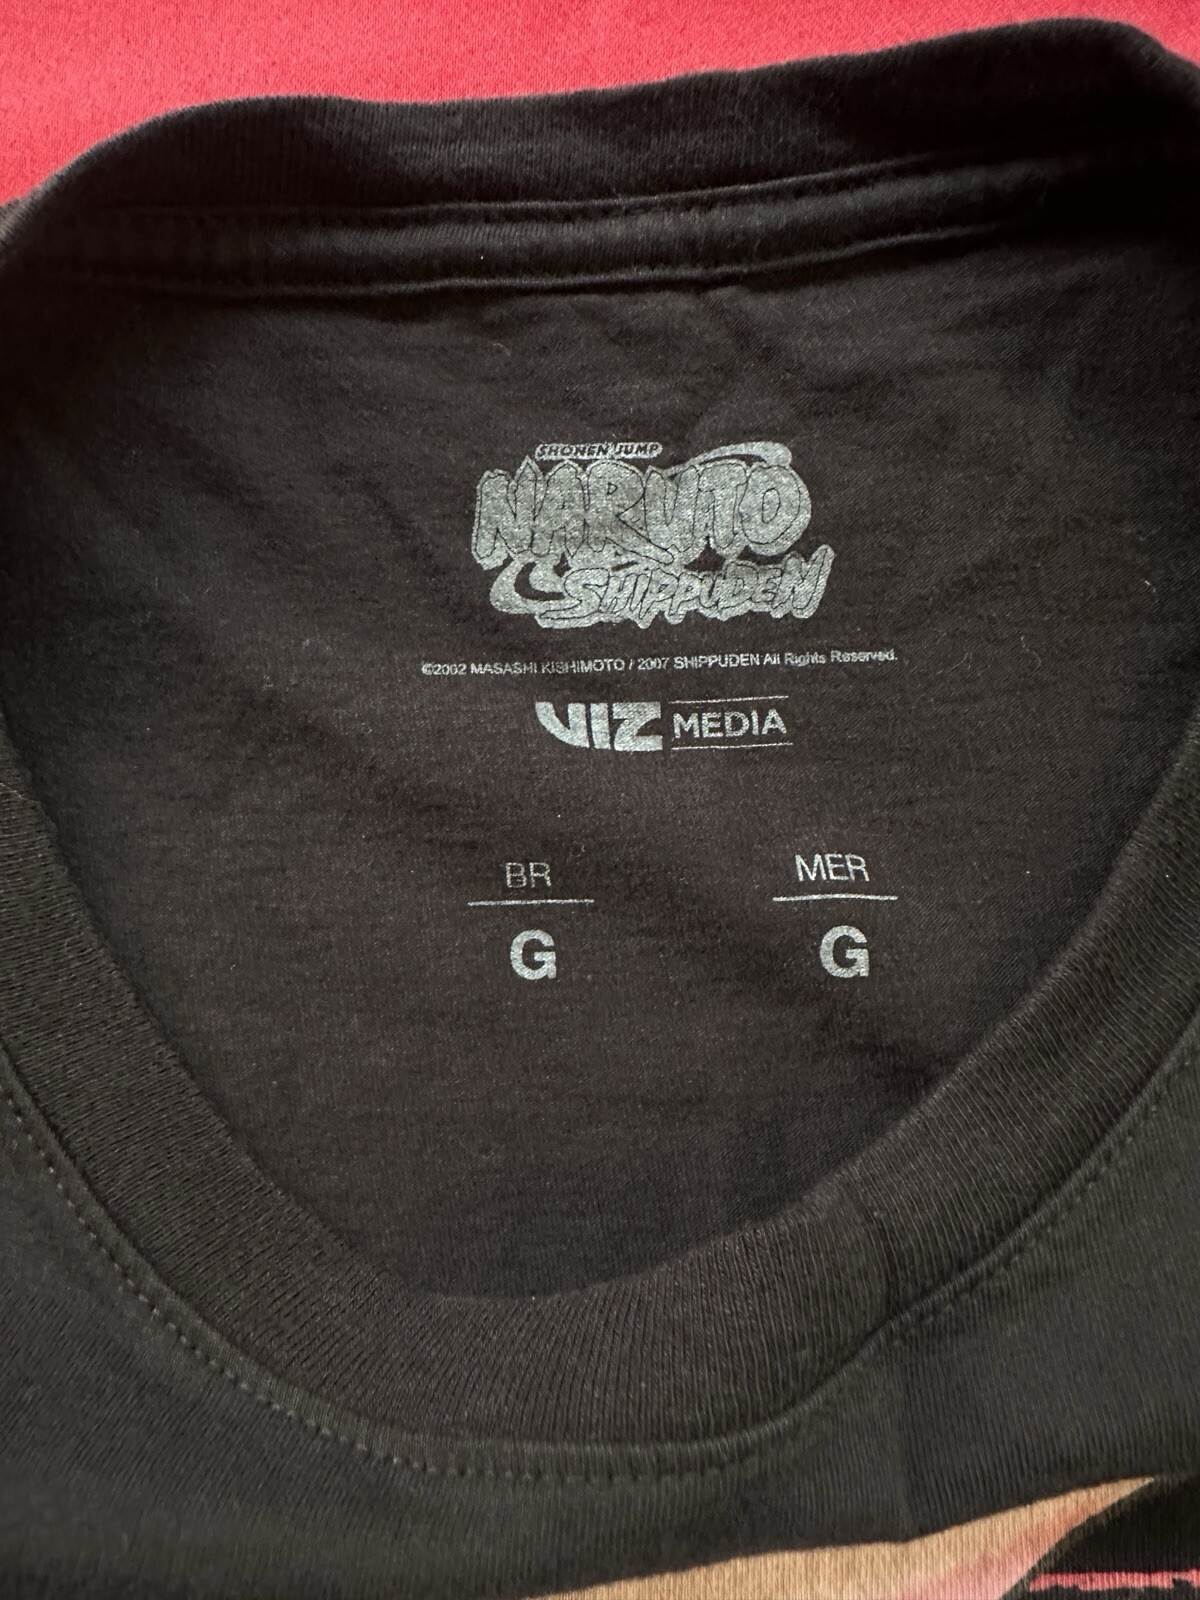 SHONEN JUMP
NARUTO
SHIPPUDEN
©2002 MASASHI KISHIMOTO / 2007 SHIPPUDEN All Rights Reserved.
VIZ MEDIA
BR MER
G G